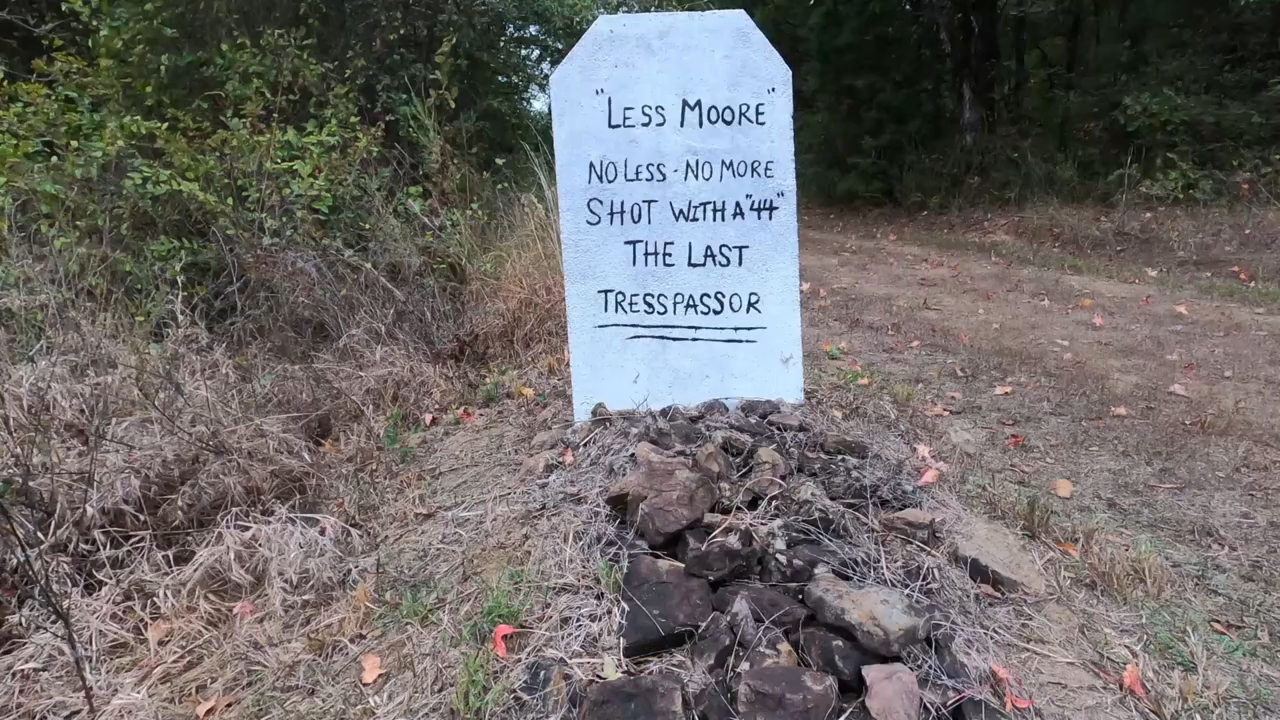 "LESS MOORE"
NO LESS - NO MORE
SHOT WITH A "44"
THE LAST
TRESSPASSOR